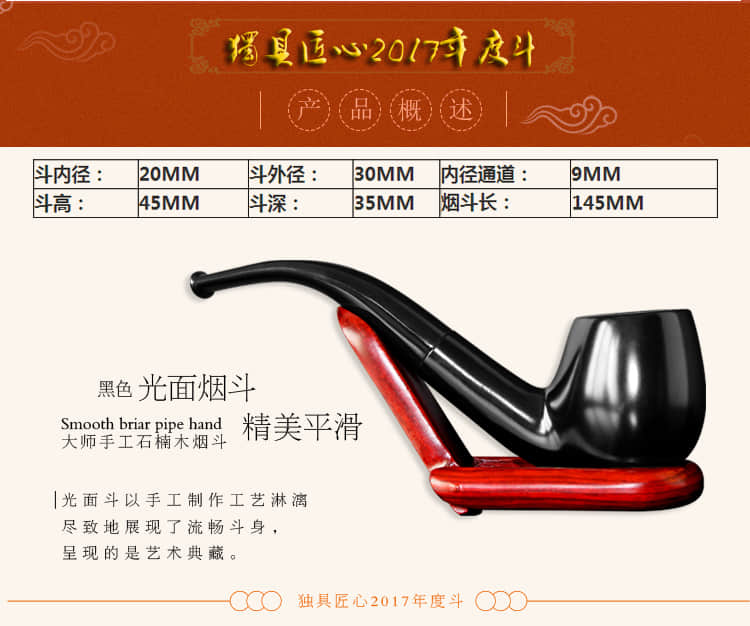 独具匠心2017年度斗
产品概述
斗内径： 20MM 斗外径： 30MM 内径通道： 9MM
斗高： 45MM 斗深： 35MM 烟斗长： 145MM
黑色 光面烟斗
Smooth briar pipe hand 精美平滑
大师手工石楠木烟斗
光面斗以手工制作工艺淋漓
尽致地展现了流畅斗身，
呈现的是艺术典藏。
独具匠心2017年度斗